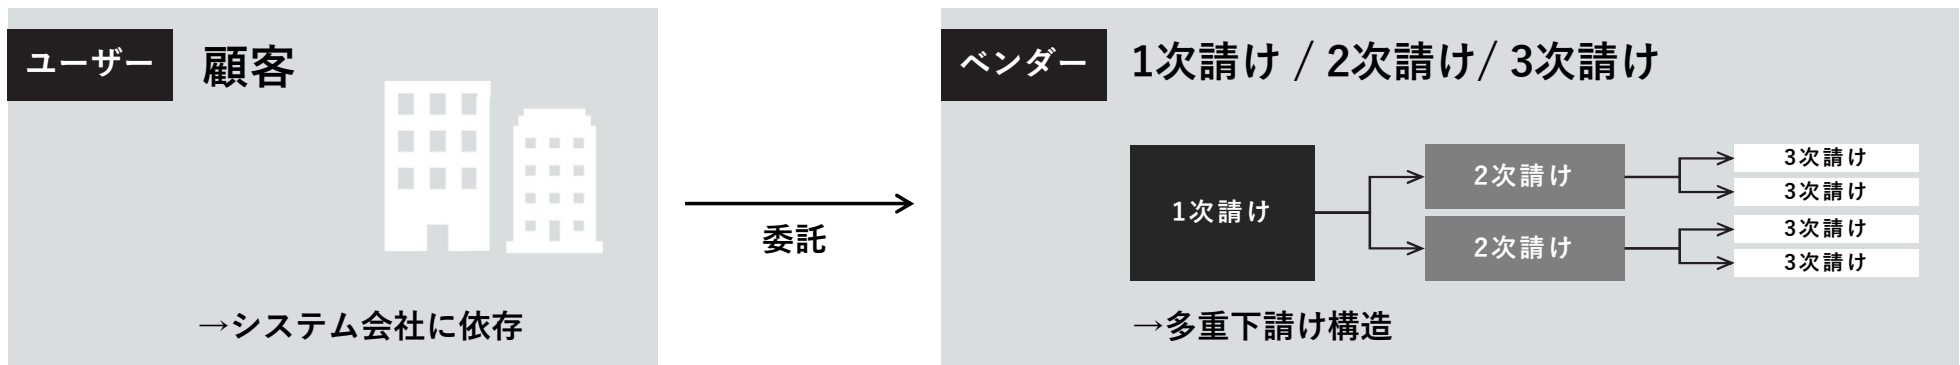 ユーザー
顧客
→システム会社に依存
委託
ベンダー
1次請け / 2次請け/ 3次請け
1次請け
2次請け
2次請け
3次請け
3次請け
3次請け
3次請け
→多重下請け構造